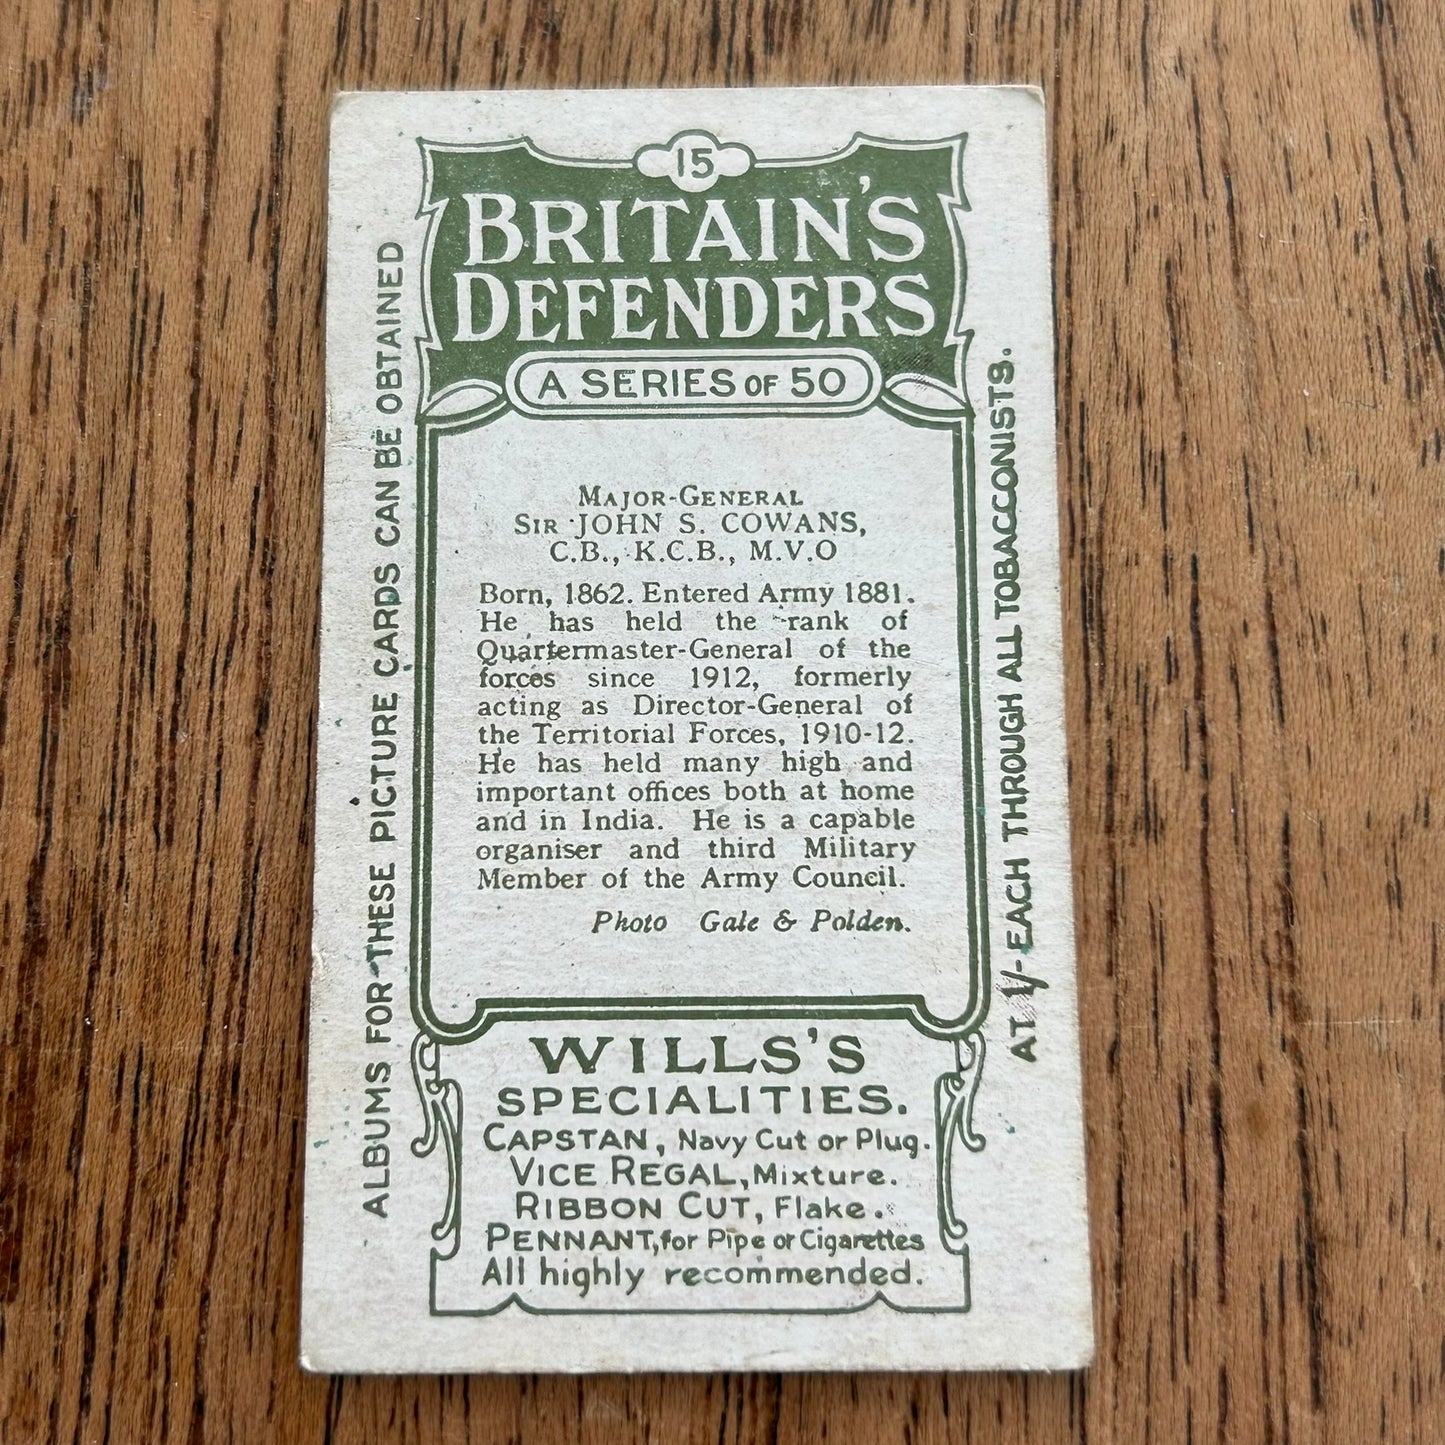 15
BRITAIN'S
DEFENDERS
A SERIES OF 50
ALBUMS FOR THESE PICTURE CARDS CAN BE OBTAINED
AT 1/- EACH THROUGH ALL TOBACCONISTS.
MAJOR-GENERAL
SIR JOHN S. COWANS,
C.B., K.C.B., M.V.O
Born, 1862. Entered Army 1881.
He has held the rank of
Quartermaster-General of the
forces since 1912, formerly
acting as Director-General of
the Territorial Forces, 1910-12.
He has held many high and
important offices both at home
and in India. He is a capable
organiser and third Military
Member of the Army Council.
Photo Gale & Polden.
WILLS'S
SPECIALITIES.
CAPSTAN, Navy Cut or Plug.
VICE REGAL, Mixture.
RIBBON CUT, Flake.
PENNANT, for Pipe or Cigarettes
All highly recommended.